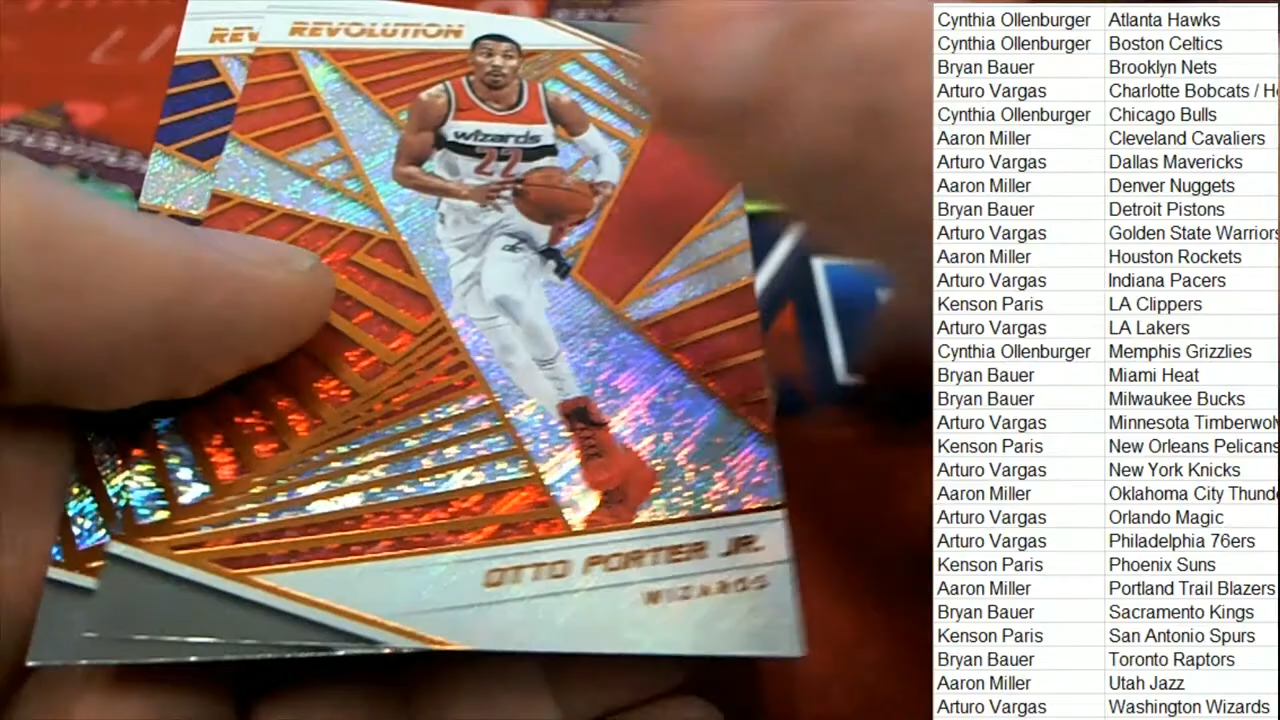 REV
REVOLUTION
wizards
22
OTTO PORTER JR.
WIZARDS
Cynthia Ollenburger Atlanta Hawks
Cynthia Ollenburger Boston Celtics
Bryan Bauer Brooklyn Nets
Arturo Vargas Charlotte Bobcats / H
Cynthia Ollenburger Chicago Bulls
Aaron Miller Cleveland Cavaliers
Arturo Vargas Dallas Mavericks
Aaron Miller Denver Nuggets
Bryan Bauer Detroit Pistons
Arturo Vargas Golden State Warriors
Aaron Miller Houston Rockets
Arturo Vargas Indiana Pacers
Kenson Paris LA Clippers
Arturo Vargas LA Lakers
Cynthia Ollenburger Memphis Grizzlies
Bryan Bauer Miami Heat
Bryan Bauer Milwaukee Bucks
Arturo Vargas Minnesota Timberwol
Kenson Paris New Orleans Pelicans
Arturo Vargas New York Knicks
Aaron Miller Oklahoma City Thund
Arturo Vargas Orlando Magic
Arturo Vargas Philadelphia 76ers
Kenson Paris Phoenix Suns
Aaron Miller Portland Trail Blazers
Bryan Bauer Sacramento Kings
Kenson Paris San Antonio Spurs
Bryan Bauer Toronto Raptors
Aaron Miller Utah Jazz
Arturo Vargas Washington Wizards